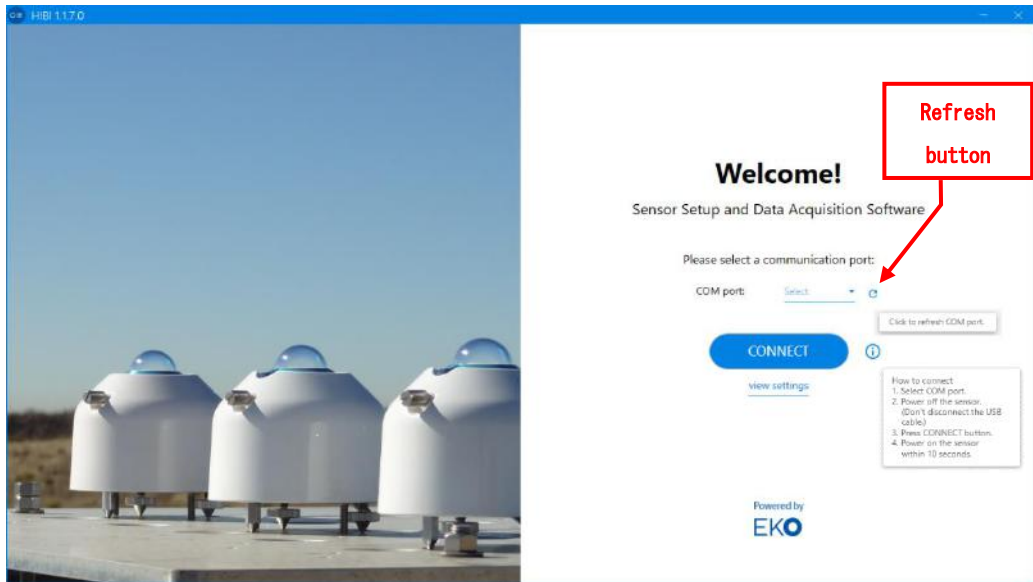 HIBI 1.1.7.0
Refresh
button
Welcome!
Sensor Setup and Data Acquisition Software
Please select a communication port:
COM port:
Select
Click to refresh COM port.
CONNECT
view settings
How to connect
1. Select COM port.
2. Power off the sensor.
(Don't disconnect the USB
cable.)
3. Press CONNECT button.
4. Power on the sensor
within 10 seconds.
Powered by
EKO